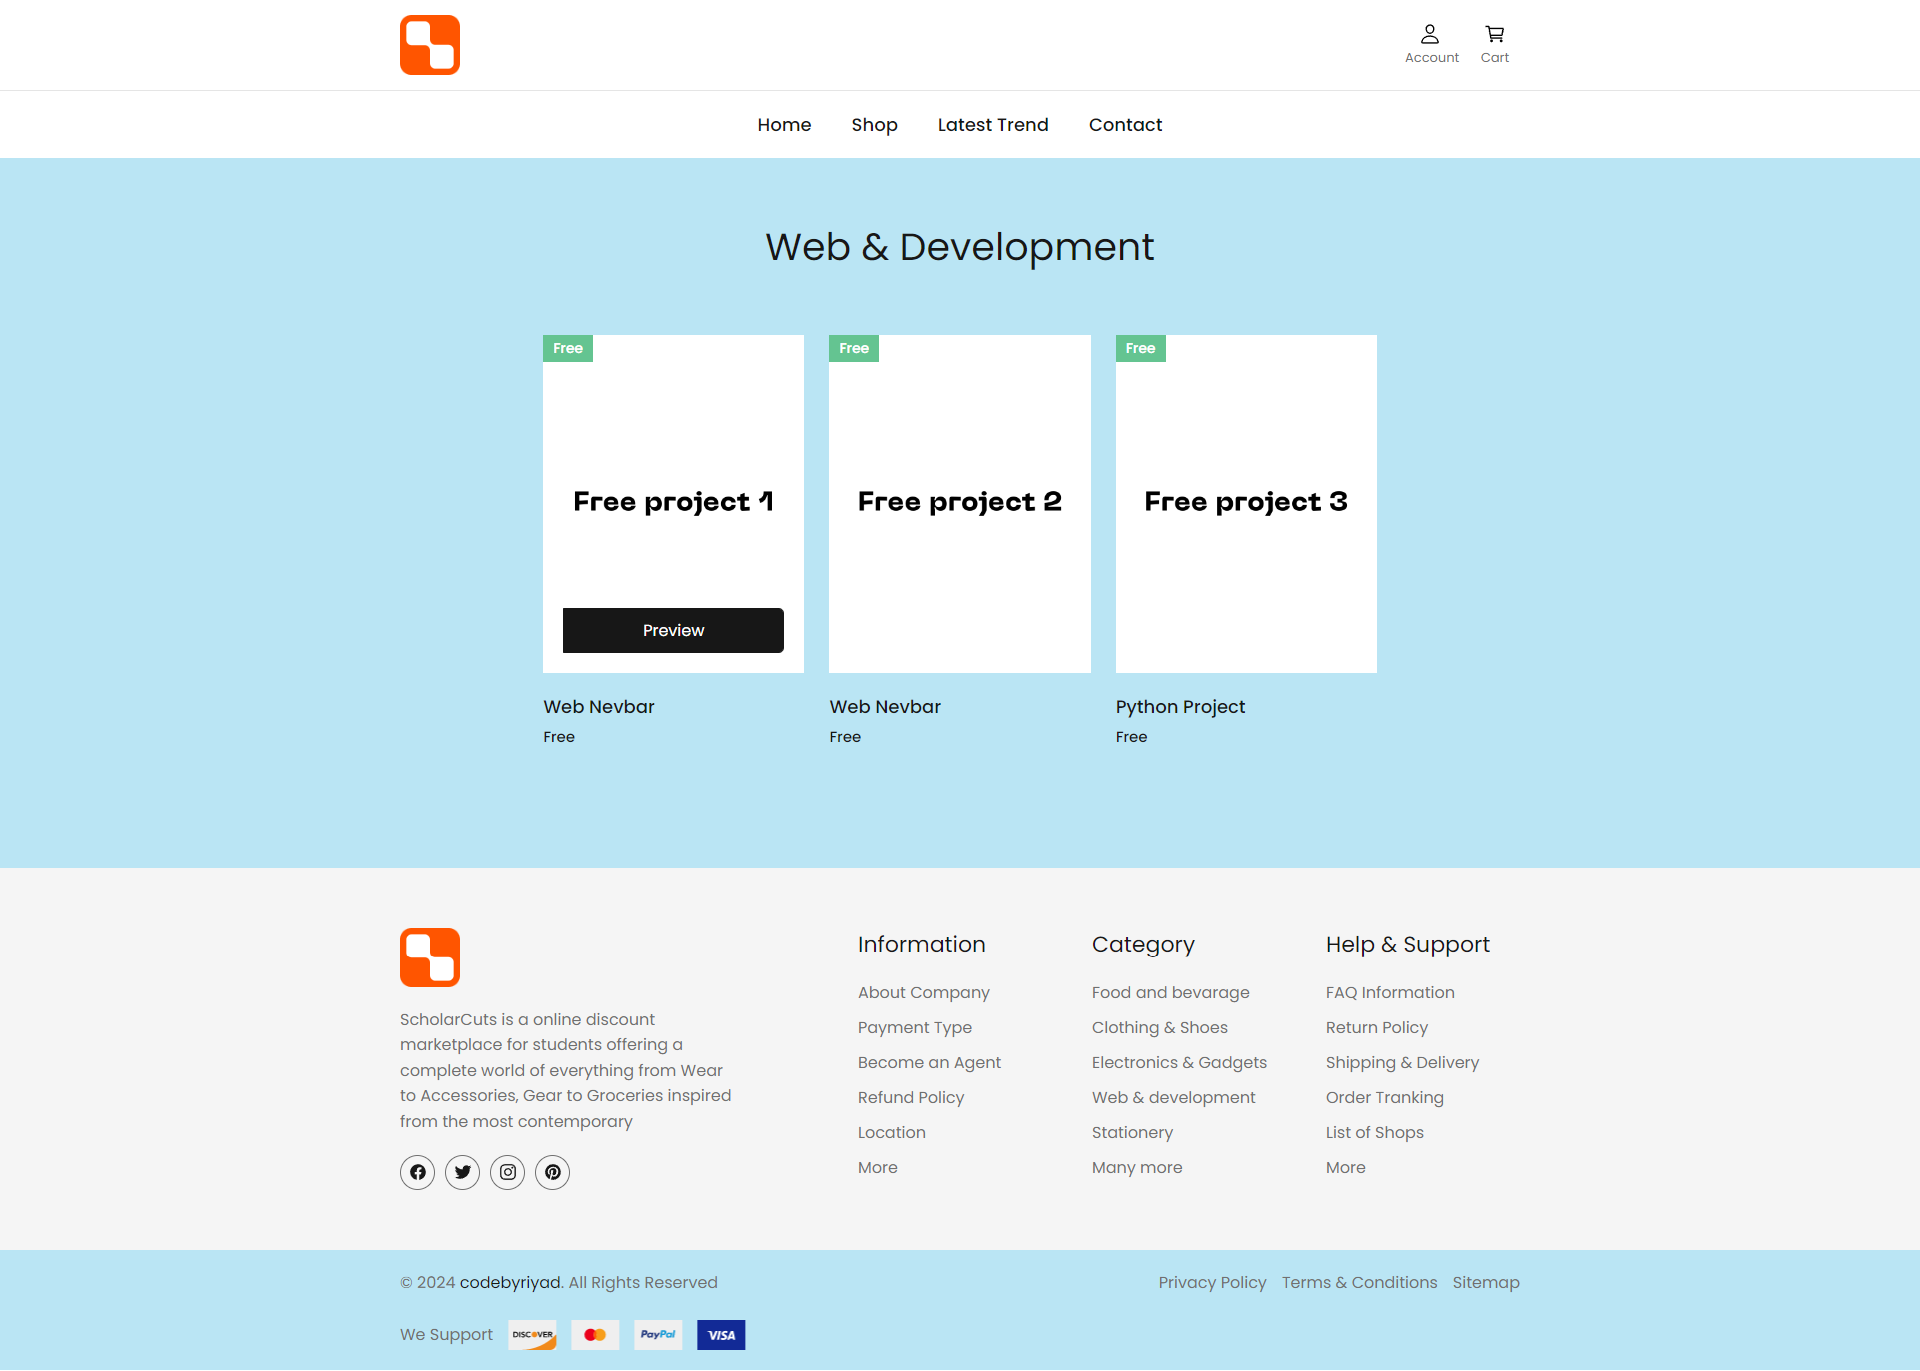 Account
Cart
Home
Shop
Latest Trend
Contact
Web & Development
Free
Free project 1
Preview
Web Nevbar
Free
Free
Free project 2
Web Nevbar
Free
Free
Free project 3
Python Project
Free
ScholarCuts is a online discount
marketplace for students offering a
complete world of everything from Wear
to Accessories, Gear to Groceries inspired
from the most contemporary
Information
About Company
Payment Type
Become an Agent
Refund Policy
Location
More
Category
Food and bevarage
Clothing & Shoes
Electronics & Gadgets
Web & development
Stationery
Many more
Help & Support
FAQ Information
Return Policy
Shipping & Delivery
Order Tranking
List of Shops
More
© 2024 codebyriyad. All Rights Reserved
Privacy Policy
Terms & Conditions
Sitemap
We Support
DISCOVER
PayPal
VISA